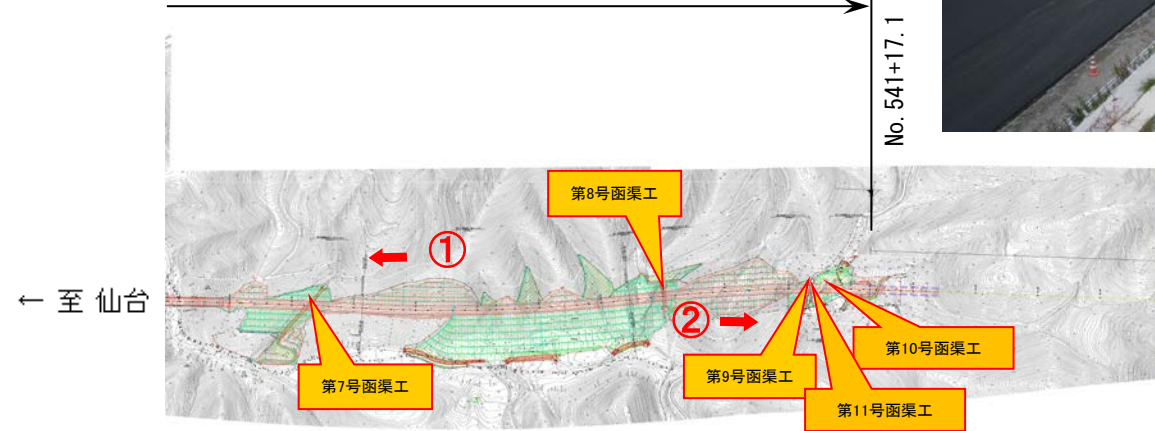 No. 541+17.1
第8号函渠工
①
← 至 仙台
②
第10号函渠工
第9号函渠工
第7号函渠工
第11号函渠工